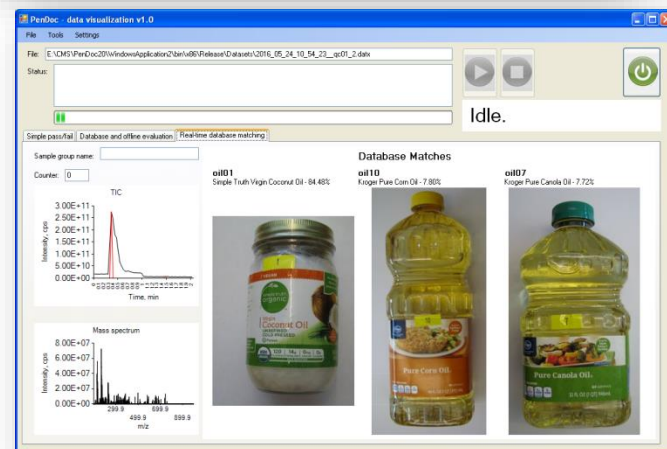 PenDoc - data visualization v1.0
File Tools Settings
File: E:\CMS\PenDoc20\WindowsApplication2\bin\x86\Release\Datasets\2016_05_24_10_54_23__qc01_2.datx
Status:
Idle.
Simple pass/fail Database and offline evaluation Real-time database matching
Sample group name:
Counter: 0
Database Matches
oil01
Simple Truth Virgin Coconut Oil - 84.48%
oil10
Kroger Pure Corn Oil - 7.80%
oil07
Kroger Pure Canola Oil - 7.72%
TIC
Intensity, cps
3.00E+11
2.50E+11
2.00E+11
1.50E+11
1.00E+11
5.00E+10
0.00E+00
Time, min
Mass spectrum
Intensity, cps
8.00E+07
6.00E+07
4.00E+07
2.00E+07
0.00E+00
299.9 699.9
499.9 899.9
m/z
organic
Coconut Oil
Pure Corn Oil.
Pure Canola Oil.